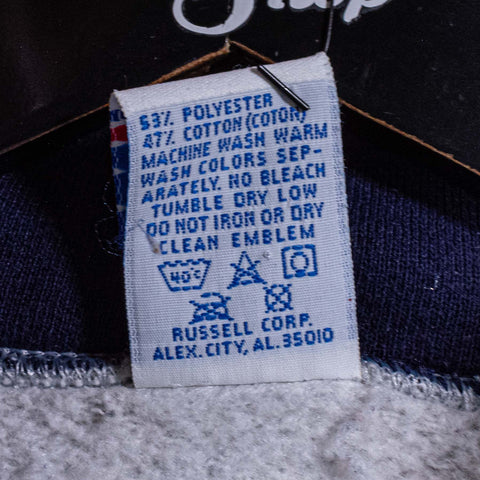 Shop
53% POLYESTER
47% COTTON (COTON)
MACHINE WASH WARM
WASH COLORS SEP-
ARATELY. NO BLEACH
TUMBLE DRY LOW
DO NOT IRON OR DRY
CLEAN EMBLEM
40°C
RUSSELL CORP.
ALEX. CITY, AL. 35010